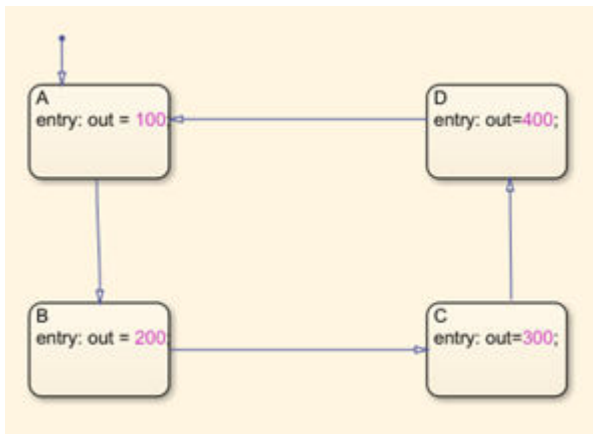 A
entry: out = 100;
D
entry: out=400;
B
entry: out = 200;
C
entry: out=300;